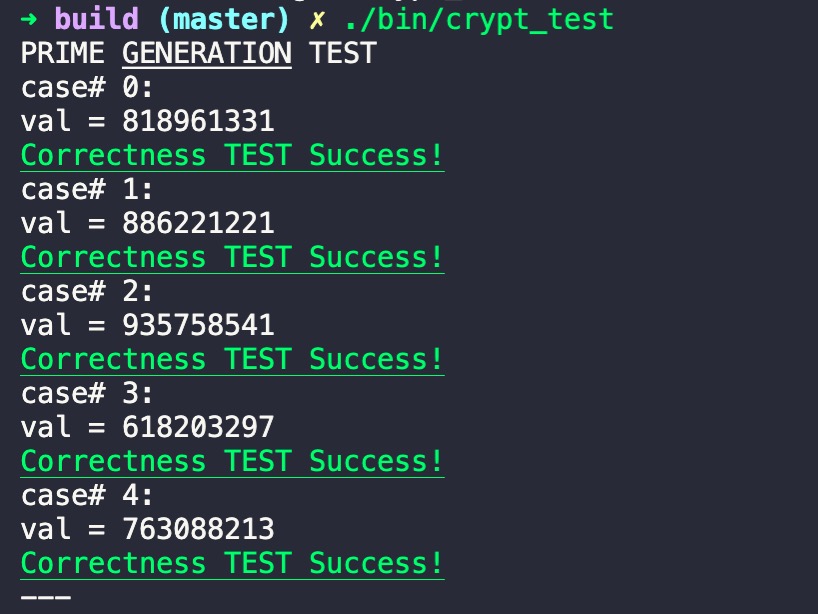 → build (master) ✗ ./bin/crypt_test
PRIME GENERATION TEST
case# 0:
val = 818961331
Correctness TEST Success!
case# 1:
val = 886221221
Correctness TEST Success!
case# 2:
val = 935758541
Correctness TEST Success!
case# 3:
val = 618203297
Correctness TEST Success!
case# 4:
val = 763088213
Correctness TEST Success!
---